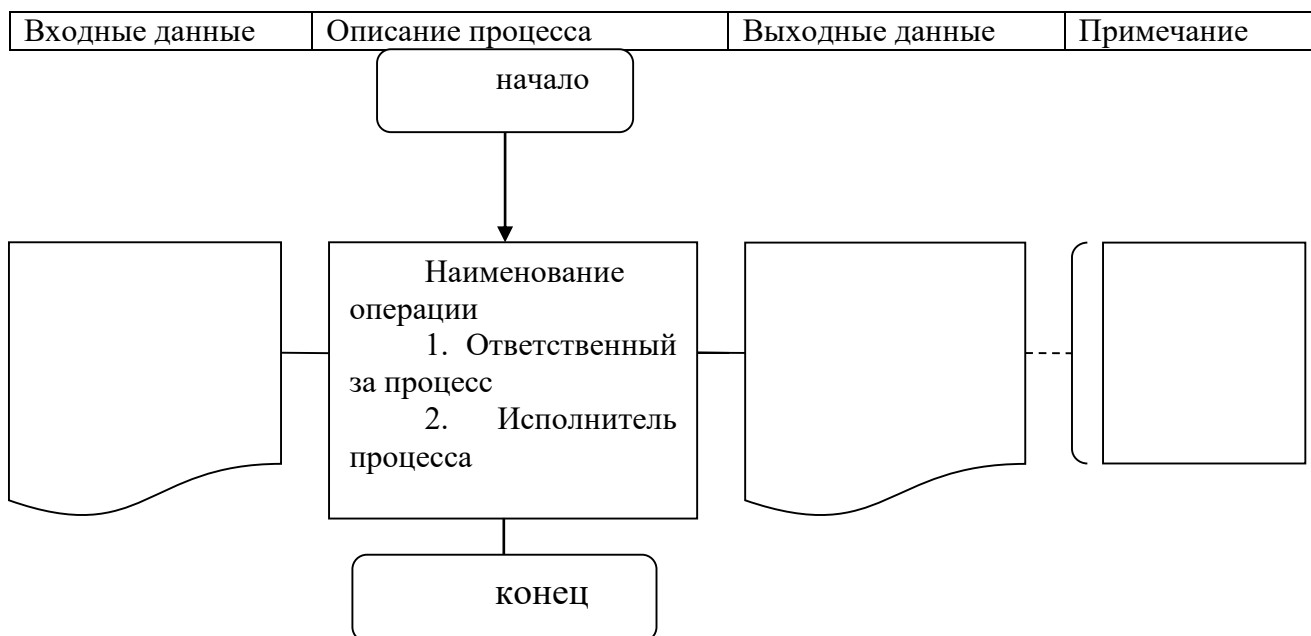 Входные данные Описание процесса Выходные данные Примечание
начало
Наименование
операции
1. Ответственный
за процесс
2. Исполнитель
процесса
конец